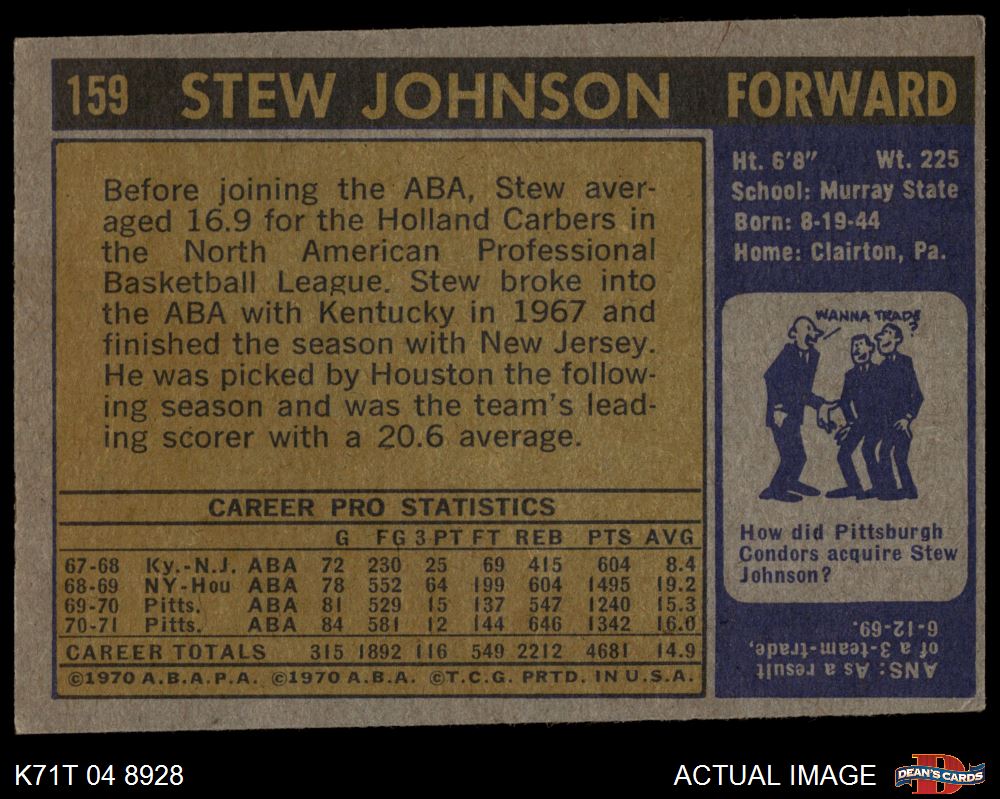 159 STEW JOHNSON FORWARD
Before joining the ABA, Stew aver-
aged 16.9 for the Holland Carbers in
the North American Professional
Basketball League. Stew broke into
the ABA with Kentucky in 1967 and
finished the season with New Jersey.
He was picked by Houston the follow-
ing season and was the team's lead-
ing scorer with a 20.6 average.
CAREER PRO STATISTICS
G FG 3 PT FT REB PTS AVG
67-68 Ky.-N.J. ABA 72 230 25 69 415 604 8.4
68-69 NY-Hou ABA 78 552 64 199 604 1495 19.2
69-70 Pitts. ABA 81 529 15 137 547 1240 15.3
70-71 Pitts. ABA 84 581 12 144 646 1342 16.0
CAREER TOTALS 315 1892 116 549 2212 4681 14.9
©1970 A.B.A.P.A. ©1970 A.B.A. ©T.C.G. PRTD. IN U.S.A.
Ht. 6'8" Wt. 225
School: Murray State
Born: 8-19-44
Home: Clairton, Pa.
WANNA TRADE
?
How did Pittsburgh
Condors acquire Stew
Johnson?
ANS: As a result
of a 3-team-trade,
6-12-69.
K71T 04 8928
ACTUAL IMAGE
D
DEAN'S CARDS